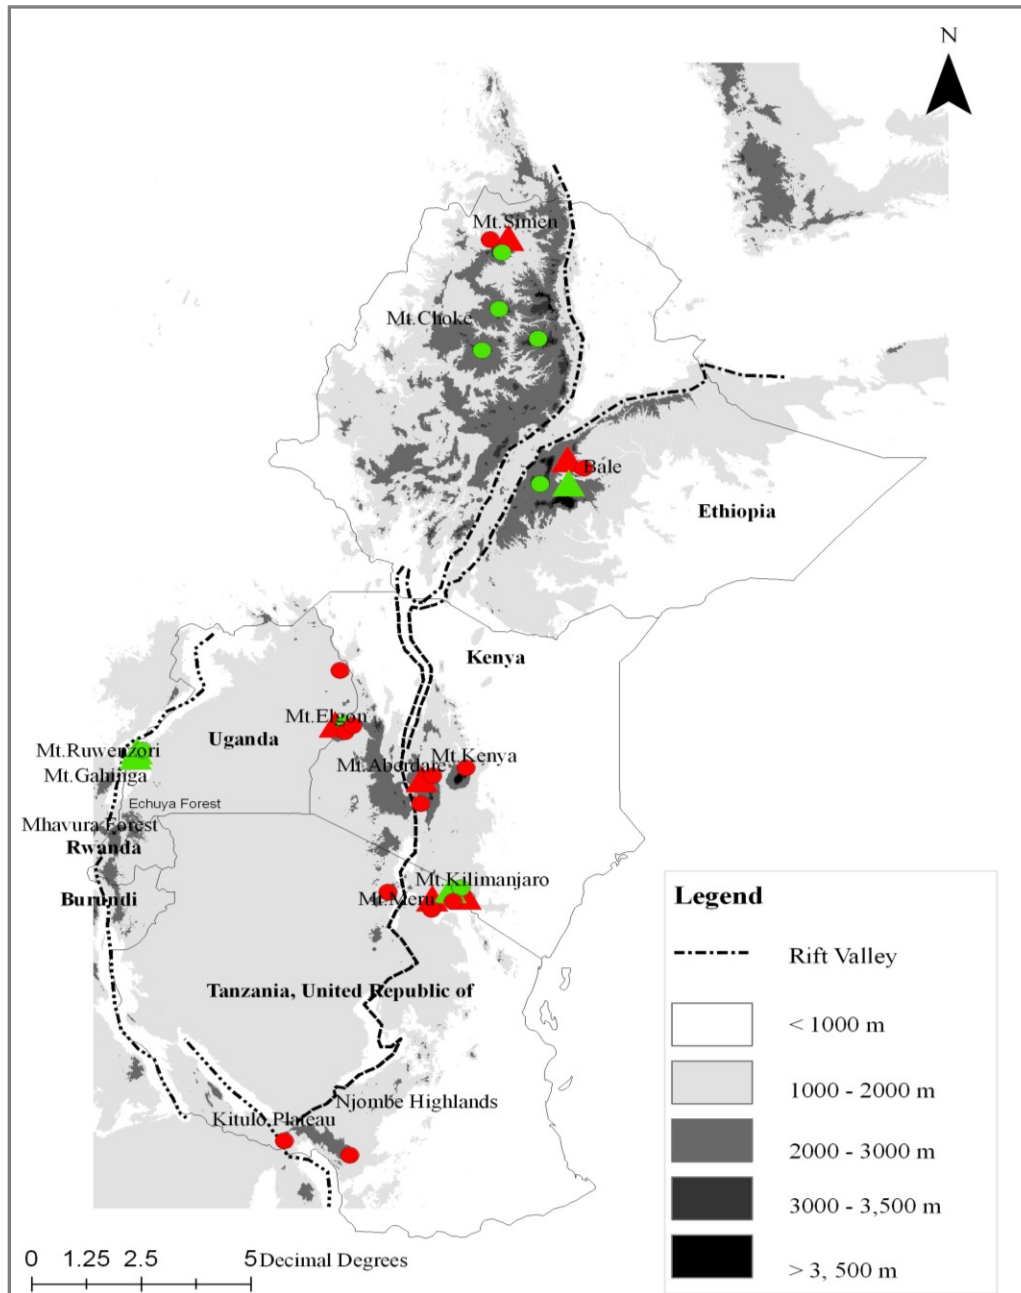 N
Mt.Simen
Mt.Choke
Bale
Ethiopia
Kenya
Mt.Elgon
Uganda
Mt.Ruwenzori
Mt.Kenya
Mt.Aberdare
Mt.Gahinga
Echuya Forest
Mhavura Forest
Rwanda
Mt.Kilimanjaro
Burundi
Mt.Meru
Tanzania, United Republic of
Njombe Highlands
Kitulo Plateau
Legend
Rift Valley
< 1000 m
1000 - 2000 m
2000 - 3000 m
3000 - 3,500 m
> 3, 500 m
0 1.25 2.5 5 Decimal Degrees